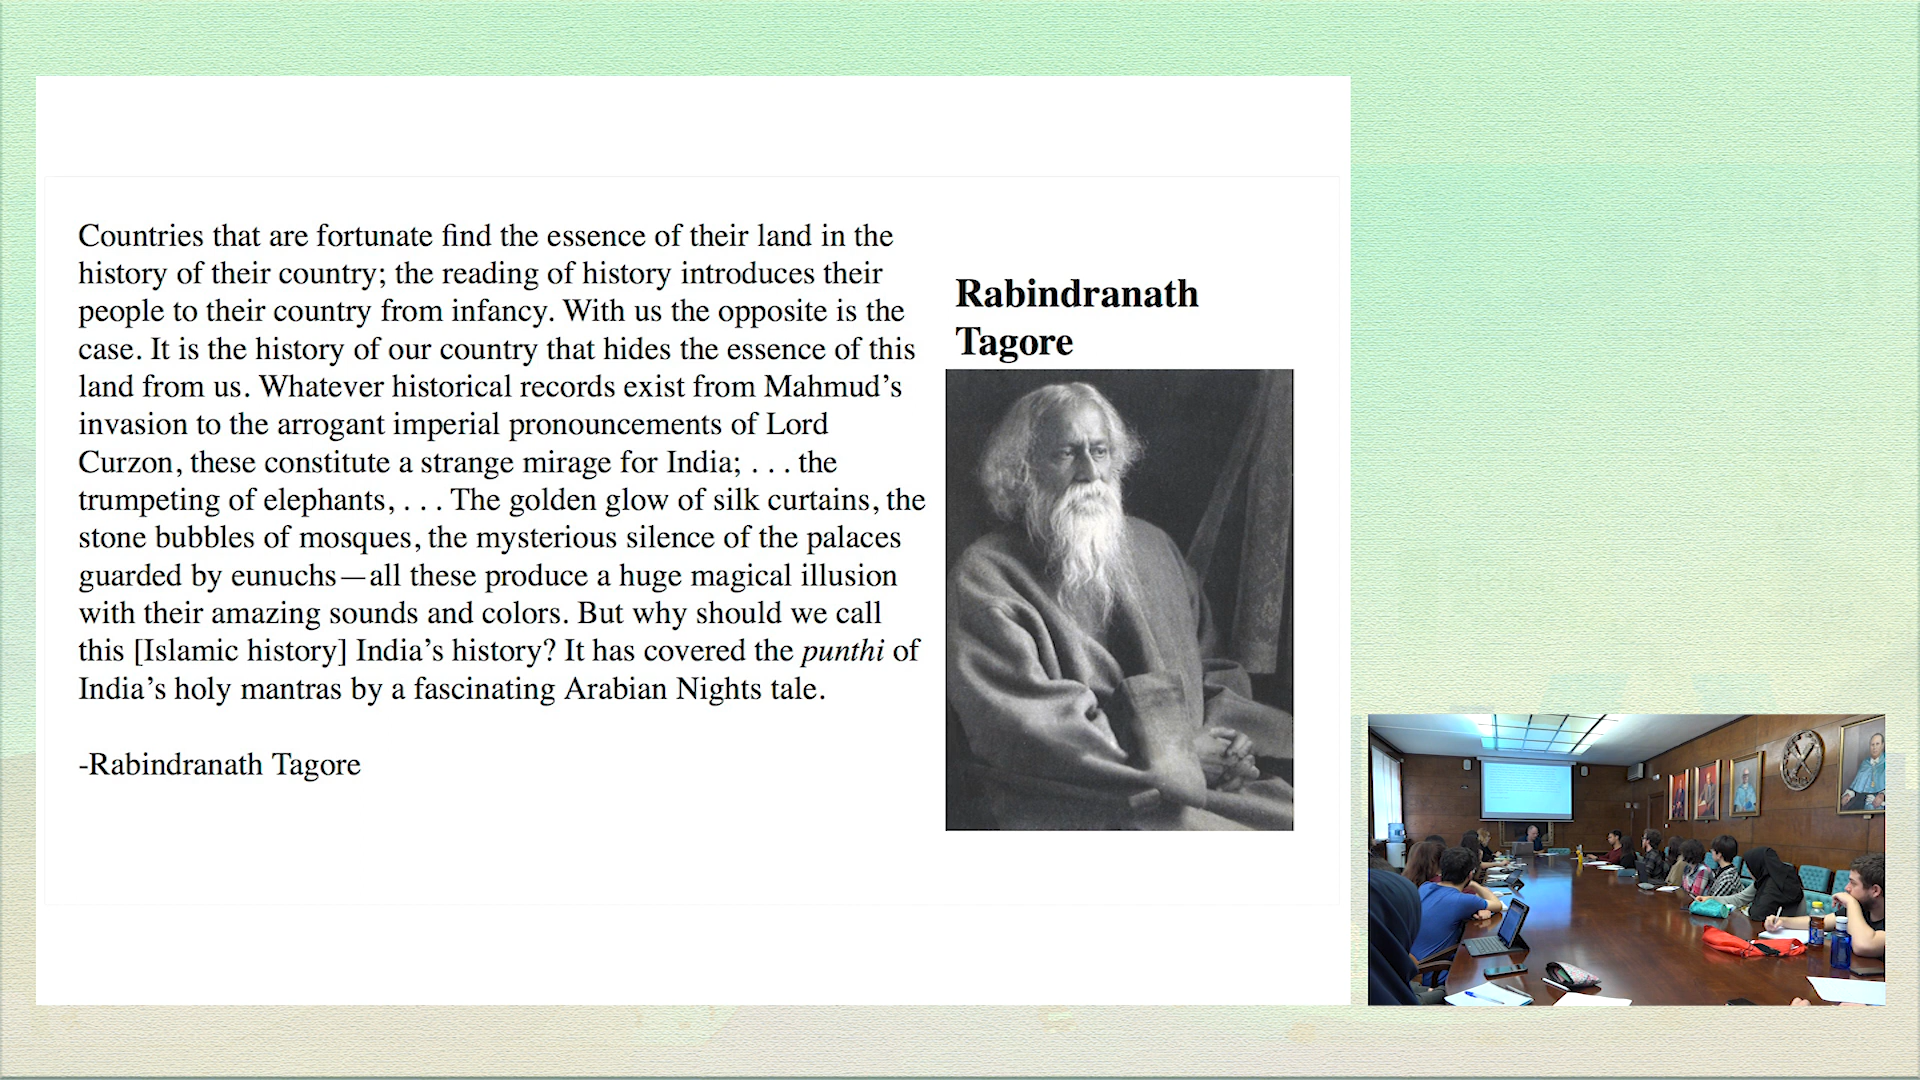 Countries that are fortunate find the essence of their land in the
history of their country; the reading of history introduces their
people to their country from infancy. With us the opposite is the
case. It is the history of our country that hides the essence of this
land from us. Whatever historical records exist from Mahmud’s
invasion to the arrogant imperial pronouncements of Lord
Curzon, these constitute a strange mirage for India; . . . the
trumpeting of elephants, . . . The golden glow of silk curtains, the
stone bubbles of mosques, the mysterious silence of the palaces
guarded by eunuchs—all these produce a huge magical illusion
with their amazing sounds and colors. But why should we call
this [Islamic history] India’s history? It has covered the punthi of
India’s holy mantras by a fascinating Arabian Nights tale.
-Rabindranath Tagore
Rabindranath
Tagore